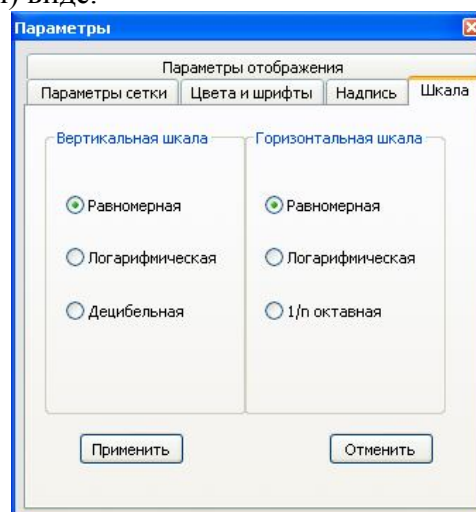 виде.
Параметры
Параметры отображения
Параметры сетки Цвета и шрифты Надпись Шкала
Вертикальная шкала Горизонтальная шкала
Равномерная Равномерная
Логарифмическая Логарифмическая
Децибельная 1/n октавная
Применить Отменить